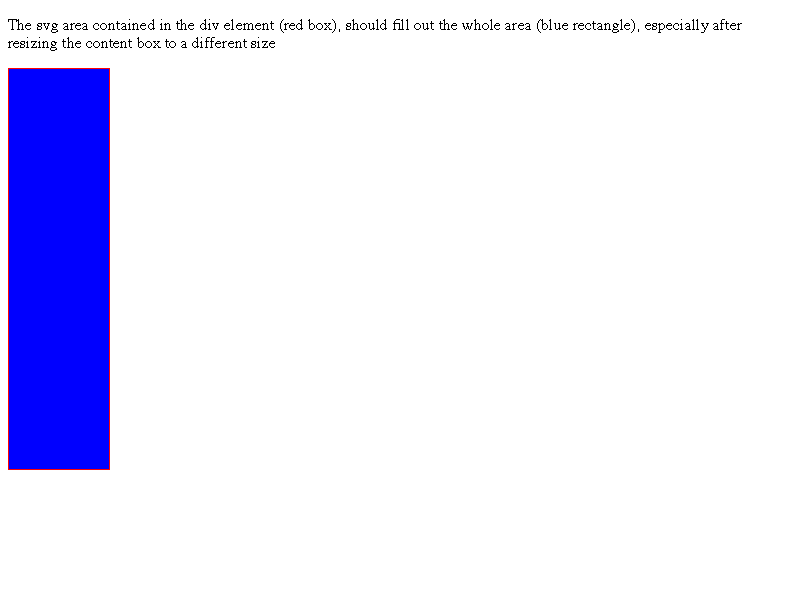 The svg area contained in the div element (red box), should fill out the whole area (blue rectangle), especially after
resizing the content box to a different size